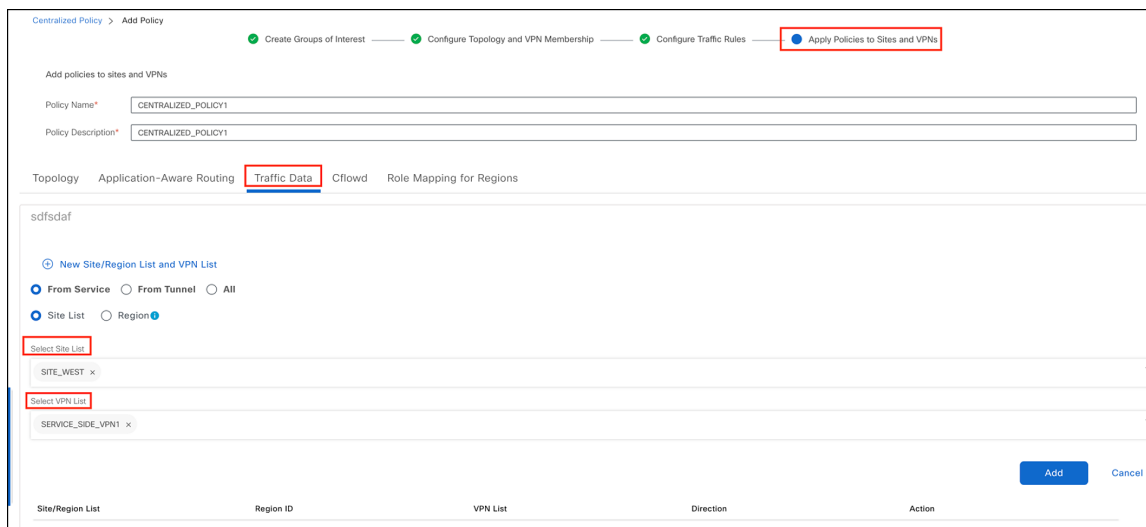 Centralized Policy > Add Policy
Create Groups of Interest Configure Topology and VPN Membership Configure Traffic Rules Apply Policies to Sites and VPNs
Add policies to sites and VPNs
Policy Name* CENTRALIZED_POLICY1
Policy Description* CENTRALIZED_POLICY1
Topology Application-Aware Routing Traffic Data Cflowd Role Mapping for Regions
sdfsdaf
New Site/Region List and VPN List
From Service From Tunnel All
Site List Region
Select Site List
SITE_WEST ×
Select VPN List
SERVICE_SIDE_VPN1 ×
Add Cancel
Site/Region List Region ID VPN List Direction Action